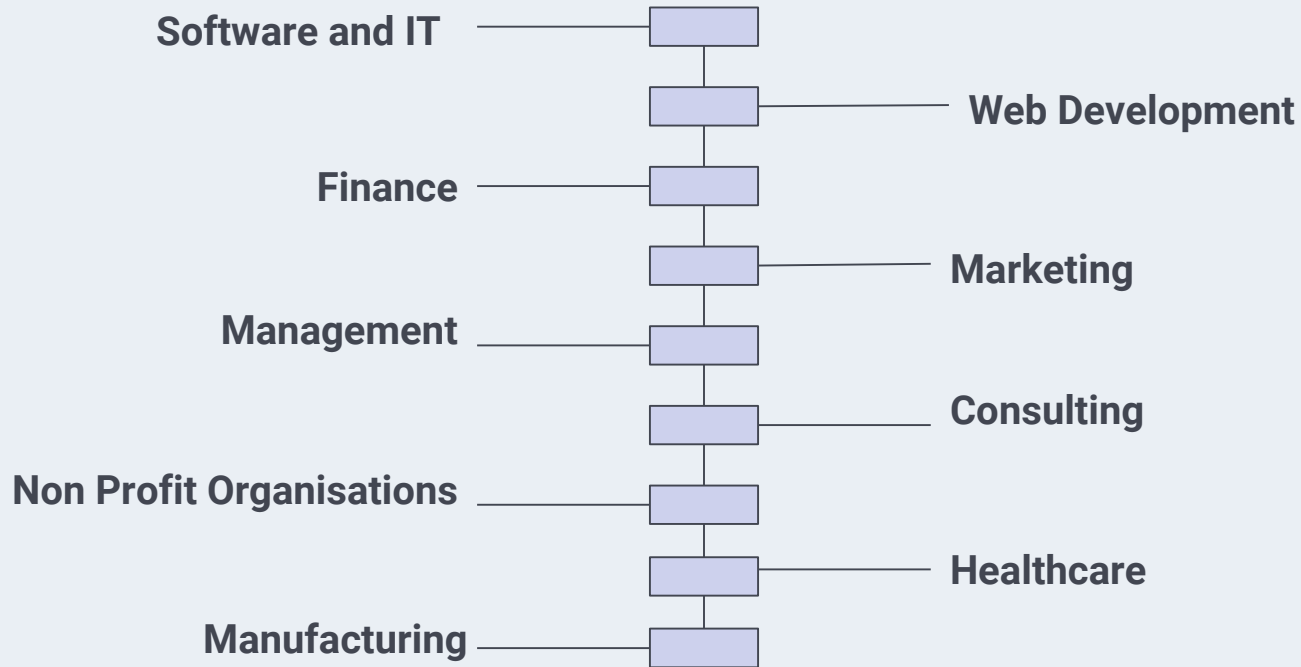 Software and IT
Web Development
Finance
Marketing
Management
Consulting
Non Profit Organisations
Healthcare
Manufacturing